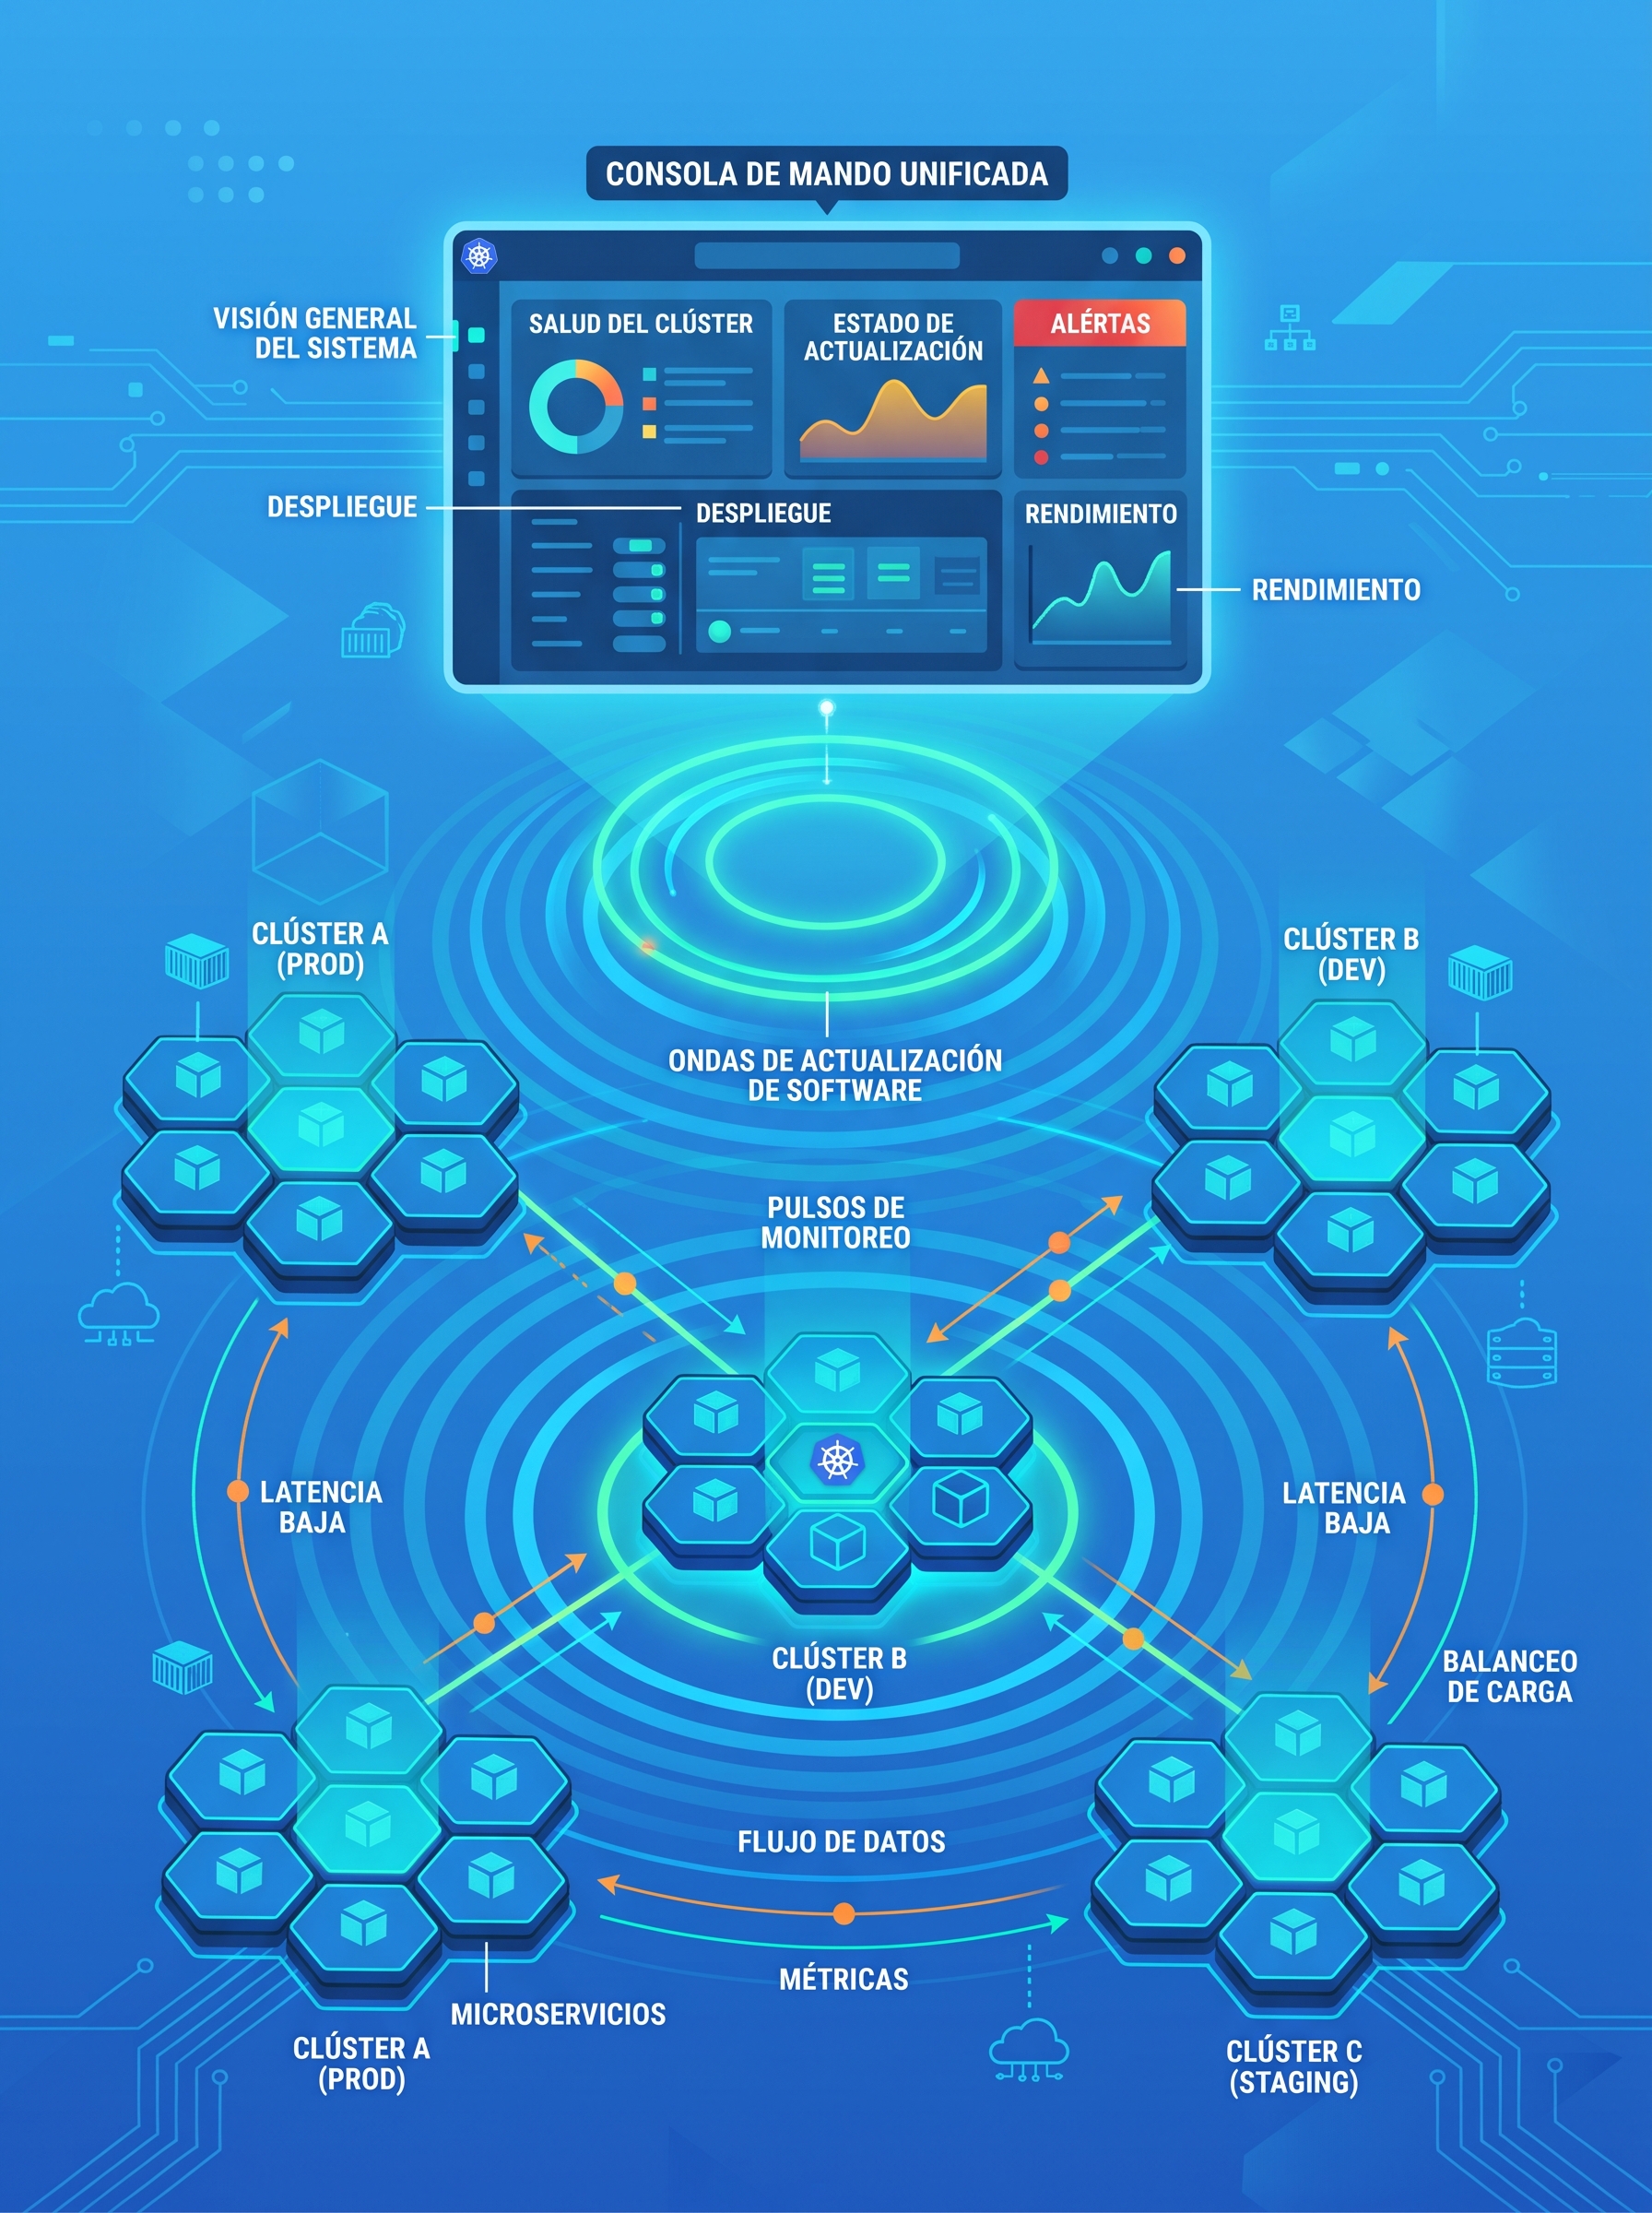 CONSOLA DE MANDO UNIFICADA
VISIÓN GENERAL
DEL SISTEMA
SALUD DEL CLÚSTER
ESTADO DE
ACTUALIZACIÓN
ALÉRTAS
DESPLIEGUE
DESPLIEGUE
RENDIMIENTO
RENDIMIENTO
CLÚSTER A
(PROD)
CLÚSTER B
(DEV)
ONDAS DE ACTUALIZACIÓN
DE SOFTWARE
PULSOS DE
MONITOREO
LATENCIA
BAJA
LATENCIA
BAJA
CLÚSTER B
(DEV)
BALANCEO
DE CARGA
FLUJO DE DATOS
MÉTRICAS
MICROSERVICIOS
CLÚSTER A
(PROD)
CLÚSTER C
(STAGING)